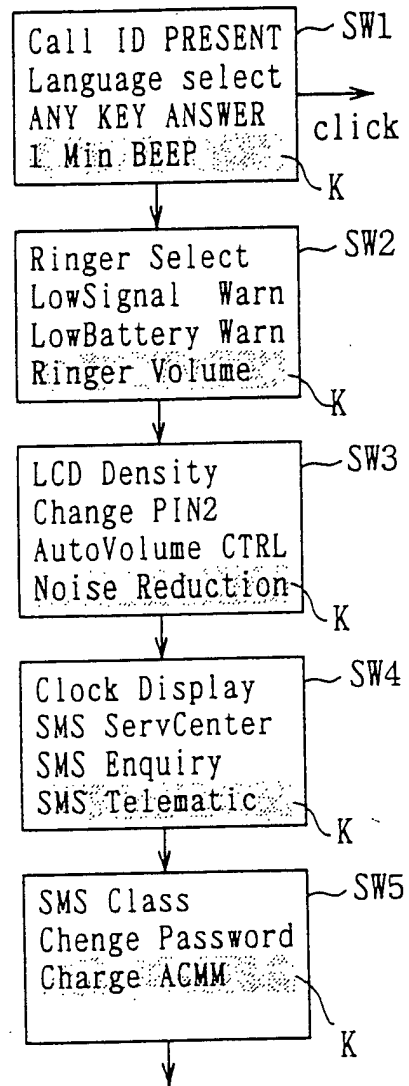 Call ID PRESENT
Language select
ANY KEY ANSWER
1 Min BEEP
SW1
click
K
Ringer Select
LowSignal Warn
LowBattery Warn
Ringer Volume
SW2
K
LCD Density
Change PIN2
AutoVolume CTRL
Noise Reduction
SW3
K
Clock Display
SMS ServCenter
SMS Enquiry
SMS Telematic
SW4
K
SMS Class
Chenge Password
Charge ACMM
SW5
K